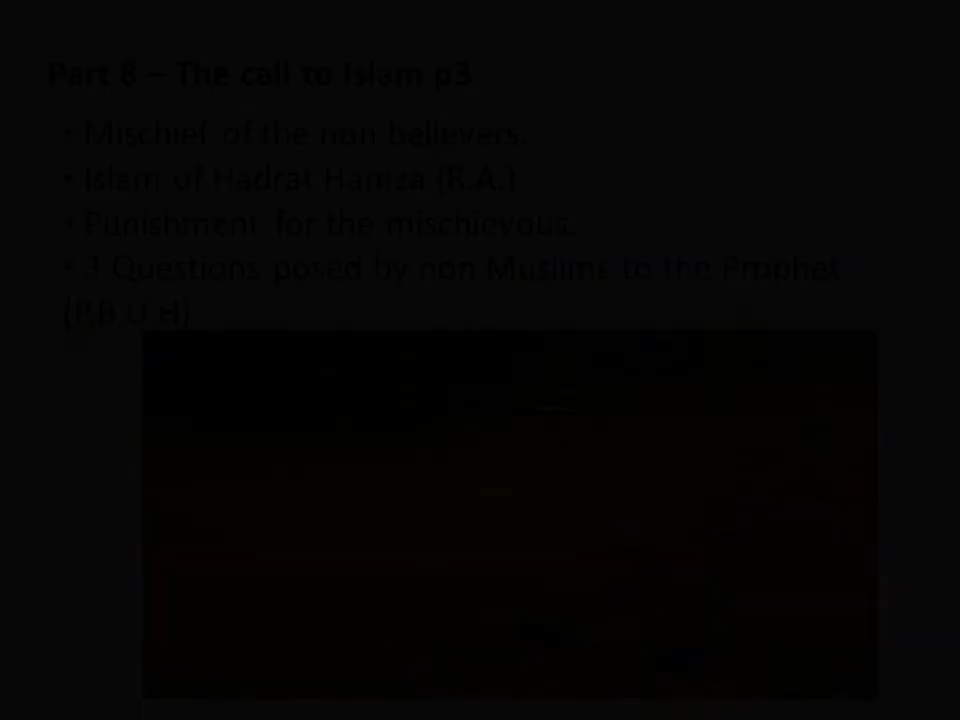 Part 8 – The call to Islam p3
• Mischief of the non believers.
• Islam of Hadrat Hamza (R.A.)
• Punishment for the mischievous.
• 3 Questions posed by non Muslims to the Prophet
(P.B.U.H)